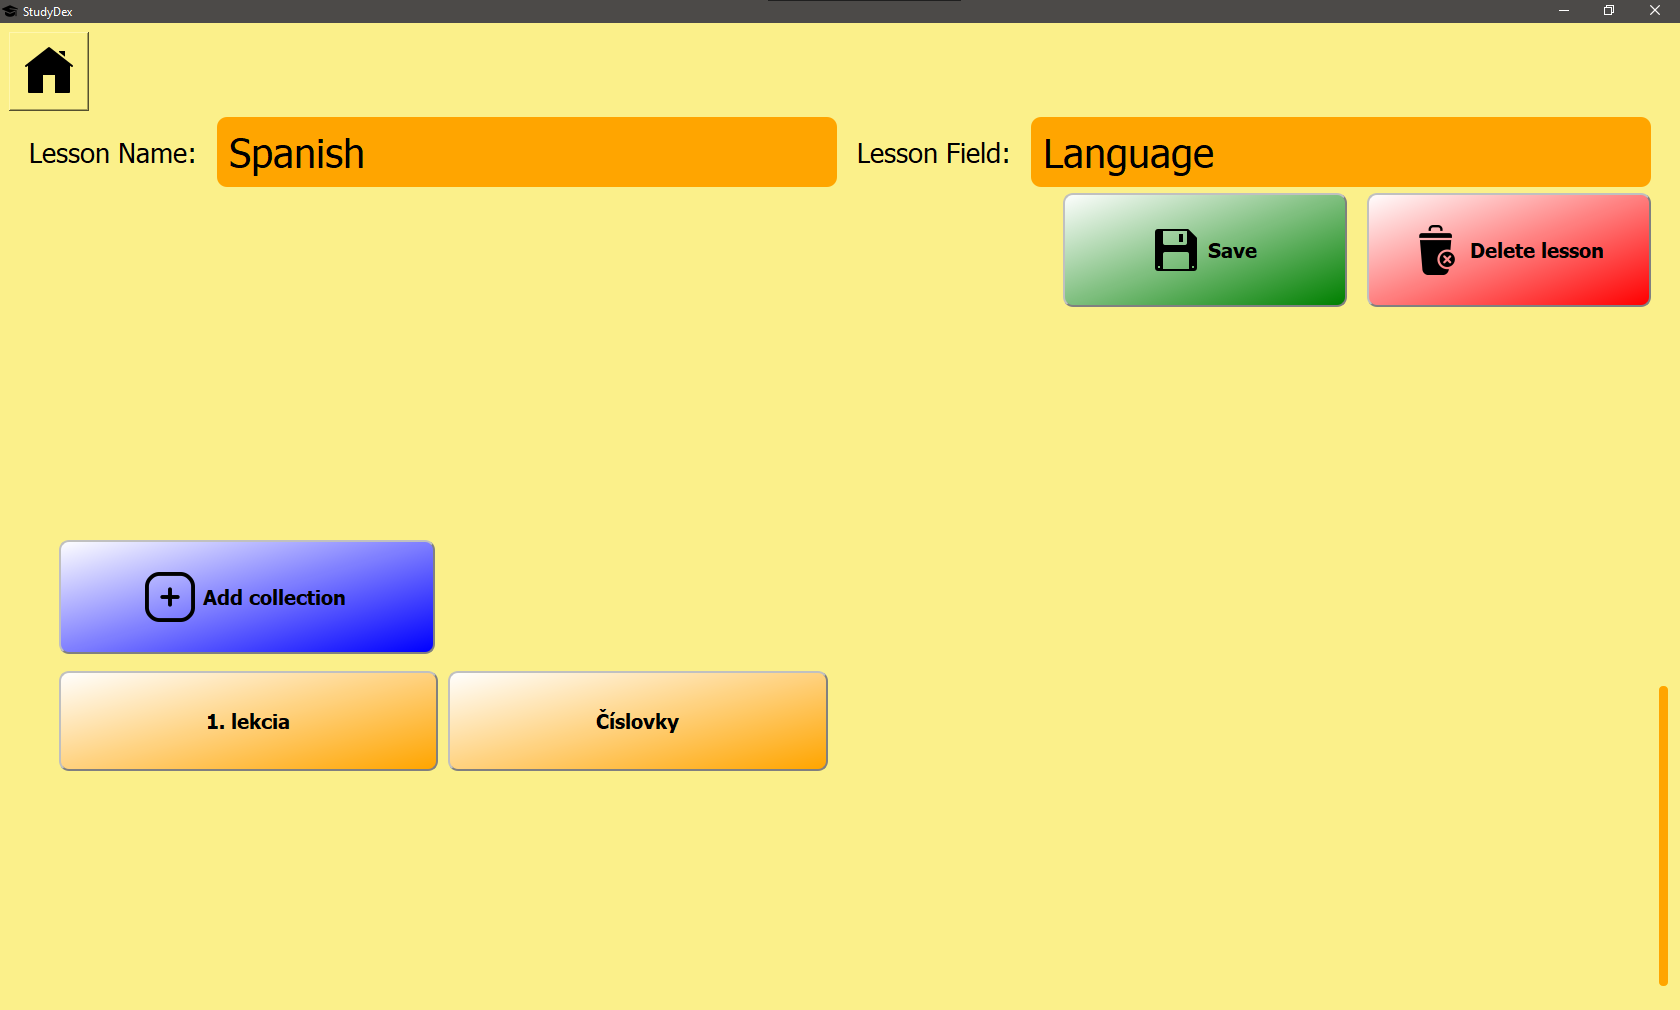 StudyDex
Lesson Name: Spanish Lesson Field: Language
Save Delete lesson
Add collection
1. lekcia Číslovky